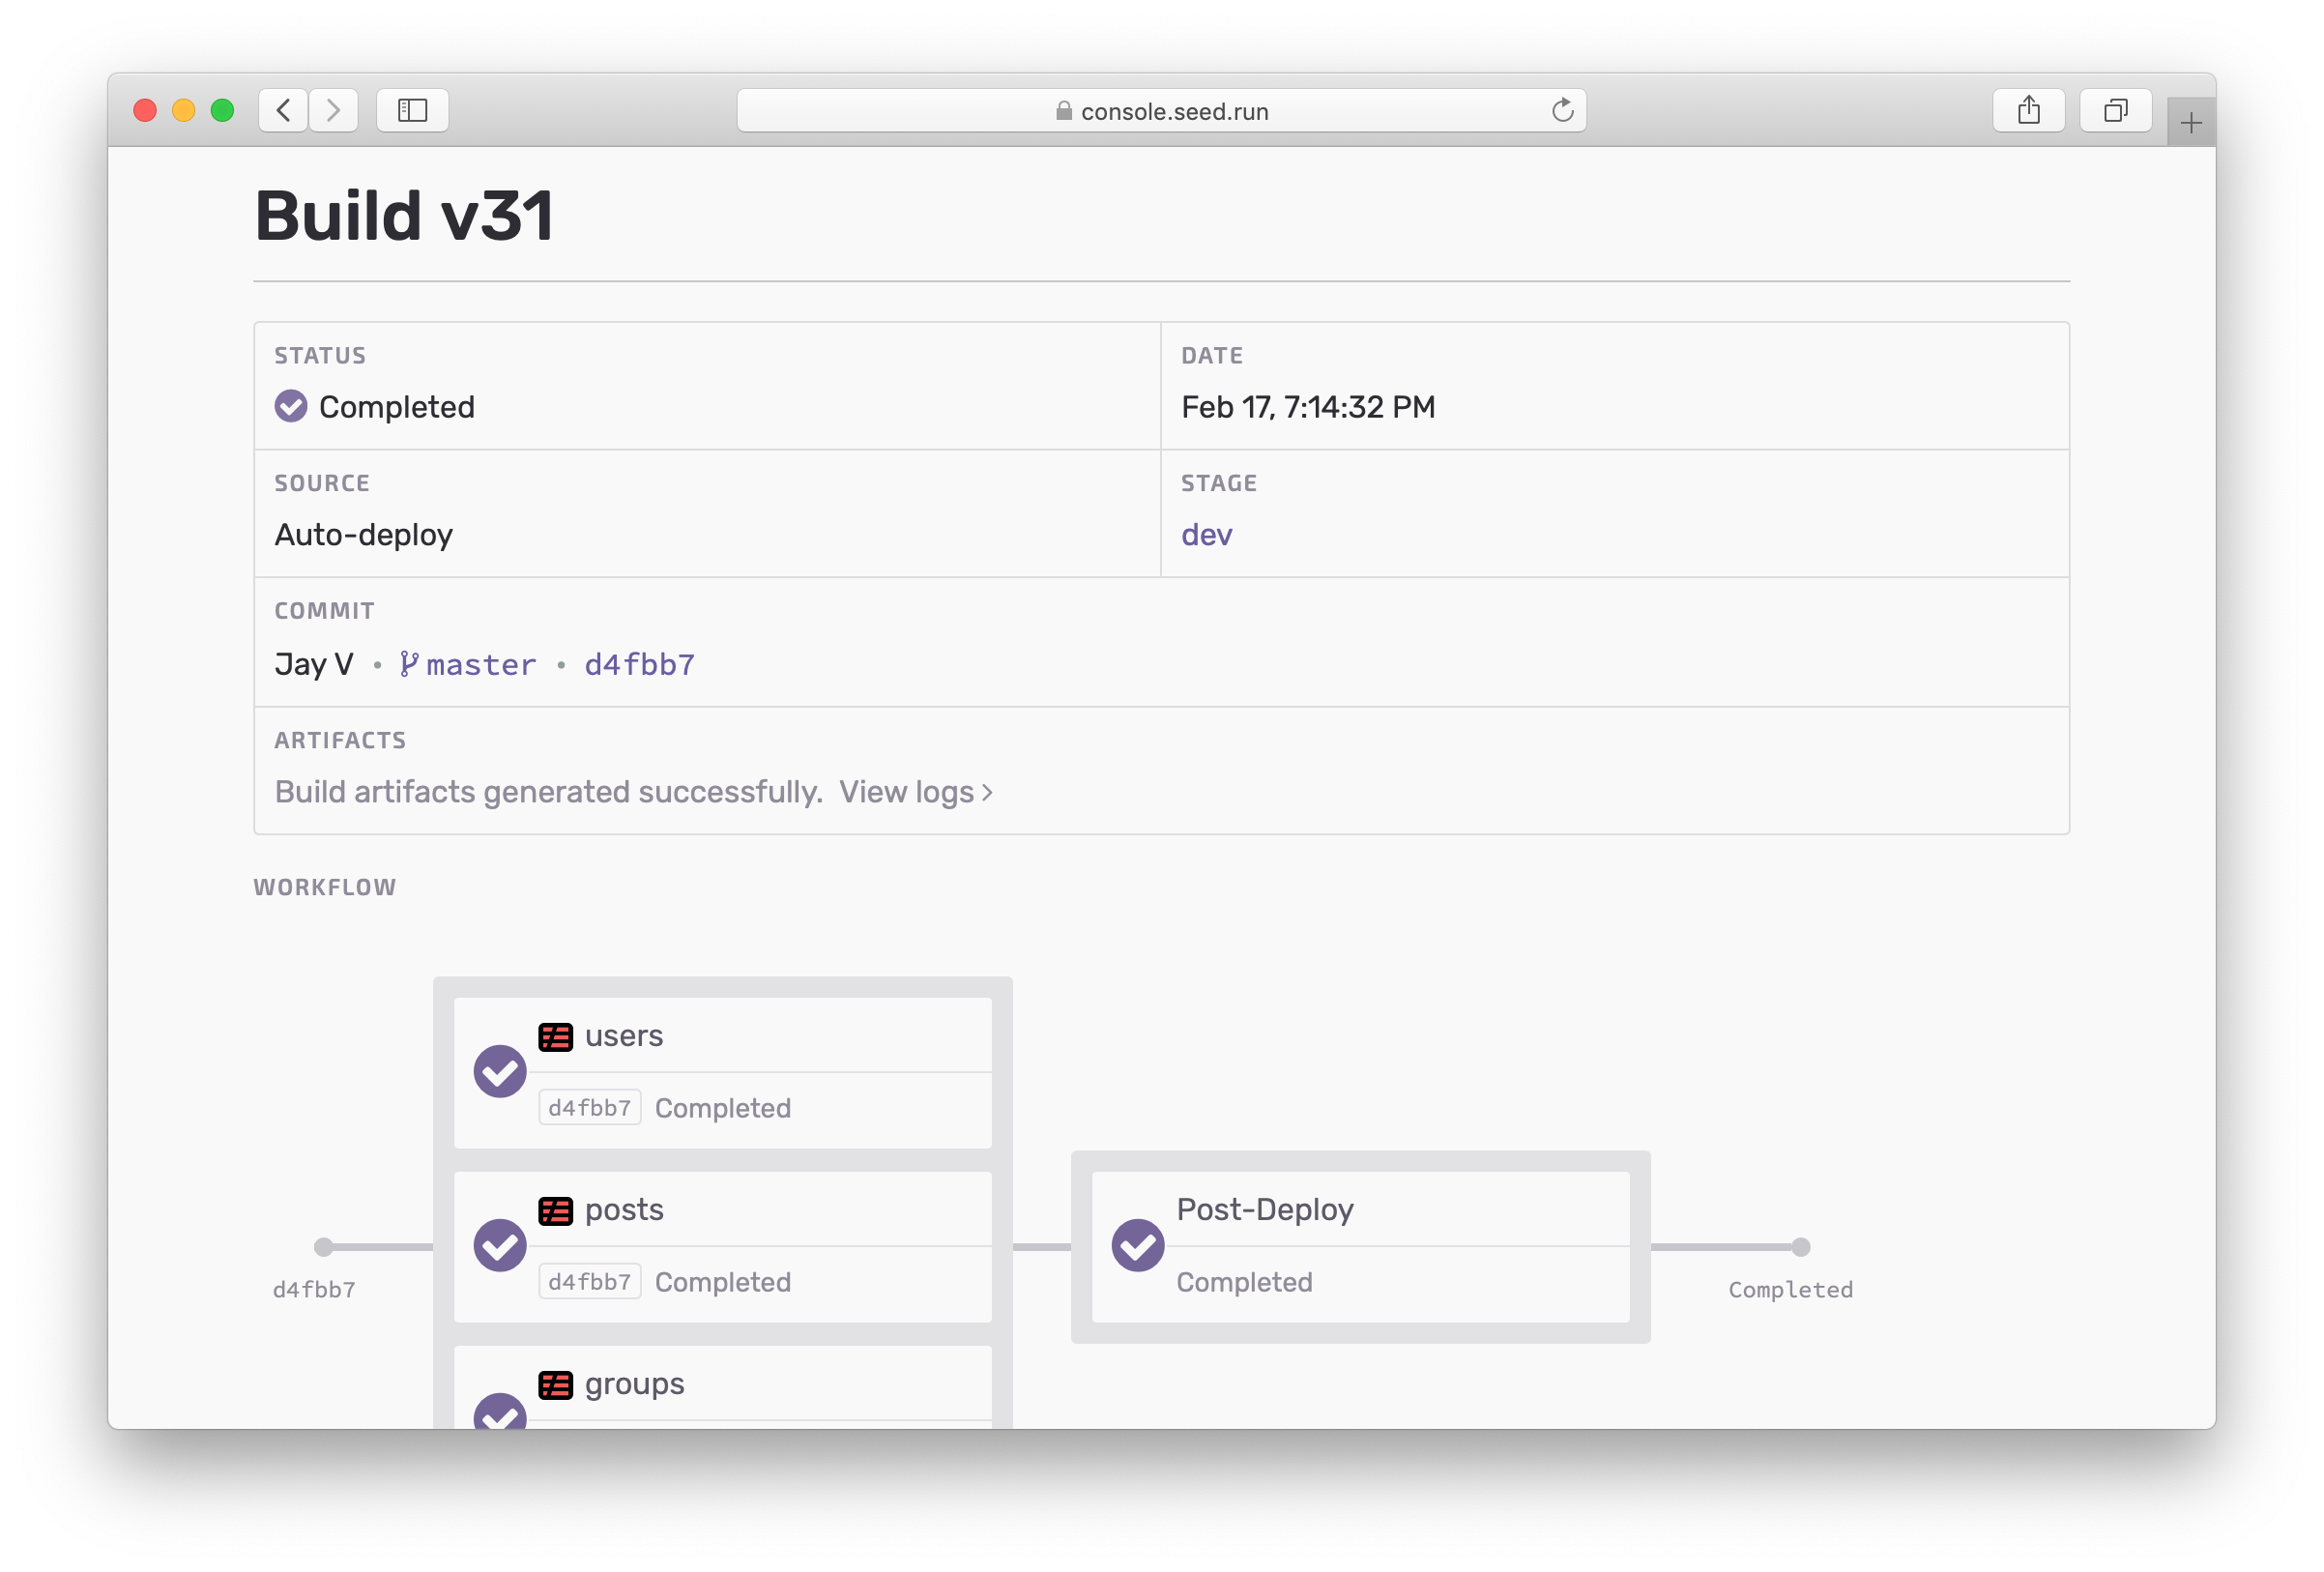 console.seed.run
Build v31
STATUS
Completed
DATE
Feb 17, 7:14:32 PM
SOURCE
Auto-deploy
STAGE
dev
COMMIT
Jay V • master • d4fbb7
ARTIFACTS
Build artifacts generated successfully. View logs >
WORKFLOW
d4fbb7
users
d4fbb7 Completed
posts
d4fbb7 Completed
groups
Post-Deploy
Completed
Completed